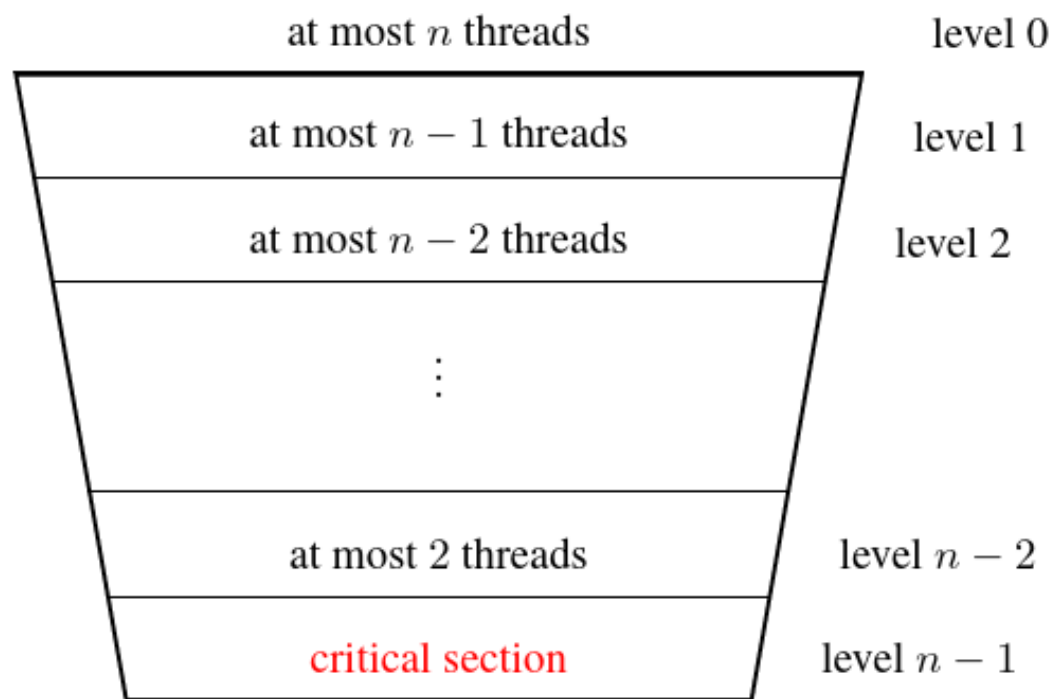 at most n threads level 0
at most n − 1 threads level 1
at most n − 2 threads level 2
⋮
at most 2 threads level n − 2
critical section level n − 1